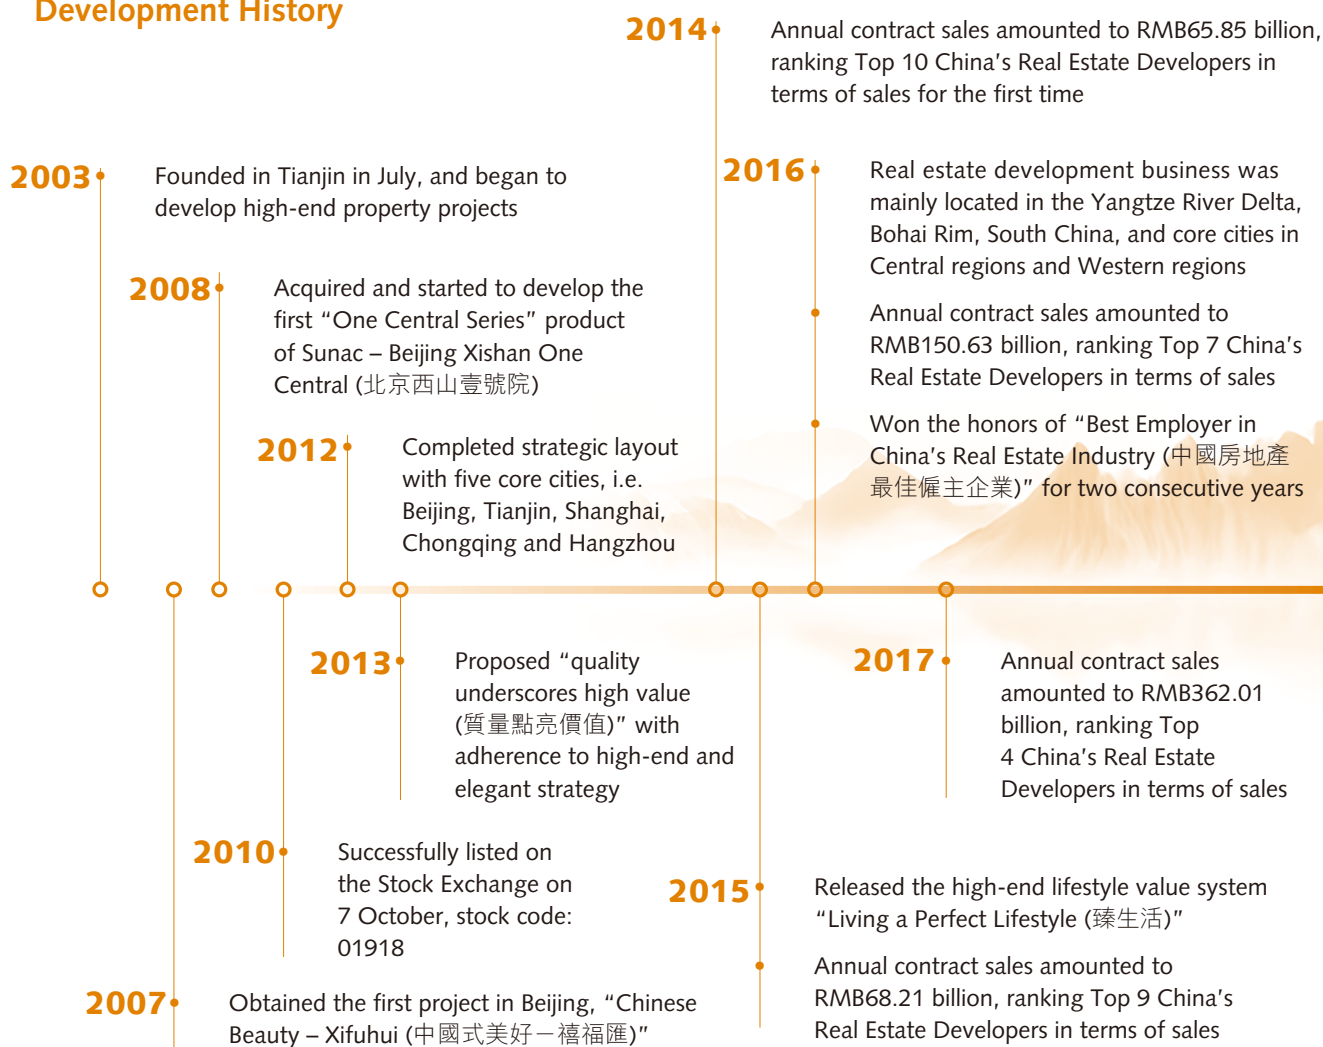 Development History
2003
Founded in Tianjin in July, and began to
develop high-end property projects
2008
Acquired and started to develop the
first “One Central Series” product
of Sunac – Beijing Xishan One
Central (北京西山壹號院)
2012
Completed strategic layout
with five core cities, i.e.
Beijing, Tianjin, Shanghai,
Chongqing and Hangzhou
2014
Annual contract sales amounted to RMB65.85 billion,
ranking Top 10 China’s Real Estate Developers in
terms of sales for the first time
2016
Real estate development business was
mainly located in the Yangtze River Delta,
Bohai Rim, South China, and core cities in
Central regions and Western regions
Annual contract sales amounted to
RMB150.63 billion, ranking Top 7 China’s
Real Estate Developers in terms of sales
Won the honors of “Best Employer in
China’s Real Estate Industry (中國房地產
最佳僱主企業)” for two consecutive years
2013
Proposed “quality
underscores high value
(質量點亮價值)” with
adherence to high-end and
elegant strategy
2010
Successfully listed on
the Stock Exchange on
7 October, stock code:
01918
2007
Obtained the first project in Beijing, “Chinese
Beauty – Xifuhui (中國式美好－禧福匯)”
2017
Annual contract sales
amounted to RMB362.01
billion, ranking Top
4 China’s Real Estate
Developers in terms of sales
2015
Released the high-end lifestyle value system
“Living a Perfect Lifestyle (臻生活)”
Annual contract sales amounted to
RMB68.21 billion, ranking Top 9 China’s
Real Estate Developers in terms of sales